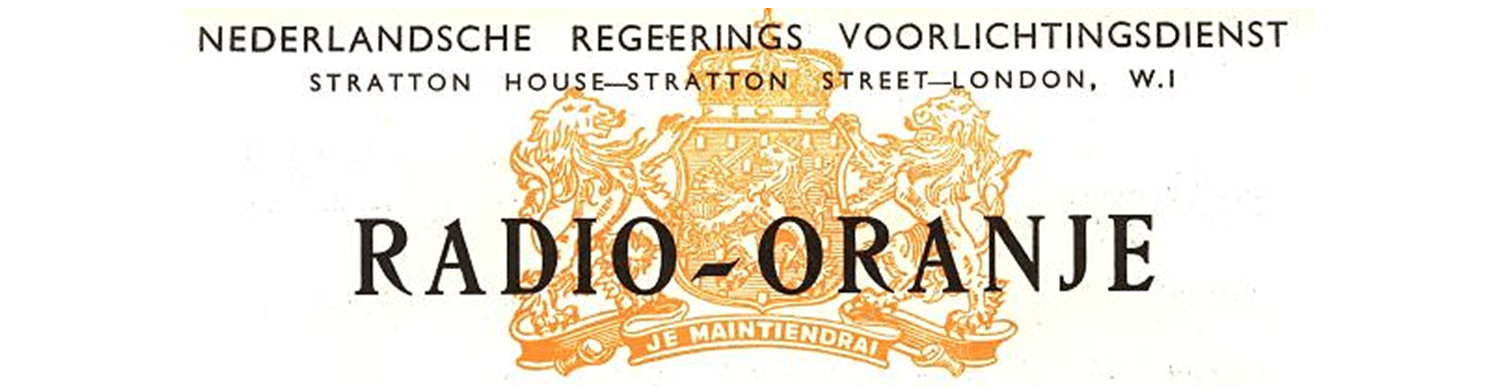 NEDERLANDSCHE REGEERINGS VOORLICHTINGSDIENST
STRATTON HOUSE—STRATTON STREET—LONDON, W.1
RADIO-ORANJE
JE MAINTIENDRAI